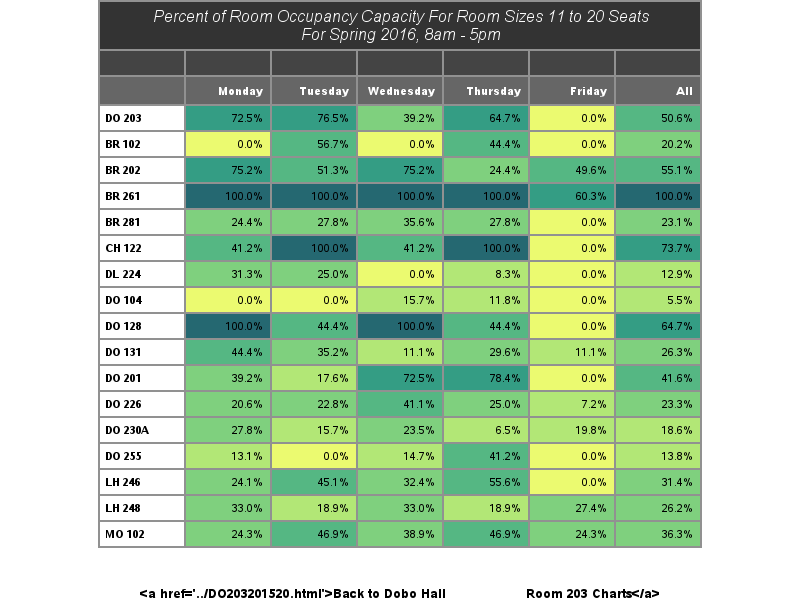 Percent of Room Occupancy Capacity For Room Sizes 11 to 20 Seats
For Spring 2016, 8am - 5pm
Monday Tuesday Wednesday Thursday Friday All
DO 203 72.5% 76.5% 39.2% 64.7% 0.0% 50.6%
BR 102 0.0% 56.7% 0.0% 44.4% 0.0% 20.2%
BR 202 75.2% 51.3% 75.2% 24.4% 49.6% 55.1%
BR 261 100.0% 100.0% 100.0% 100.0% 60.3% 100.0%
BR 281 24.4% 27.8% 35.6% 27.8% 0.0% 23.1%
CH 122 41.2% 100.0% 41.2% 100.0% 0.0% 73.7%
DL 224 31.3% 25.0% 0.0% 8.3% 0.0% 12.9%
DO 104 0.0% 0.0% 15.7% 11.8% 0.0% 5.5%
DO 128 100.0% 44.4% 100.0% 44.4% 0.0% 64.7%
DO 131 44.4% 35.2% 11.1% 29.6% 11.1% 26.3%
DO 201 39.2% 17.6% 72.5% 78.4% 0.0% 41.6%
DO 226 20.6% 22.8% 41.1% 25.0% 7.2% 23.3%
DO 230A 27.8% 15.7% 23.5% 6.5% 19.8% 18.6%
DO 255 13.1% 0.0% 14.7% 41.2% 0.0% 13.8%
LH 246 24.1% 45.1% 32.4% 55.6% 0.0% 31.4%
LH 248 33.0% 18.9% 33.0% 18.9% 27.4% 26.2%
MO 102 24.3% 46.9% 38.9% 46.9% 24.3% 36.3%
<a href='../DO203201520.html'>Back to Dobo Hall Room 203 Charts</a>